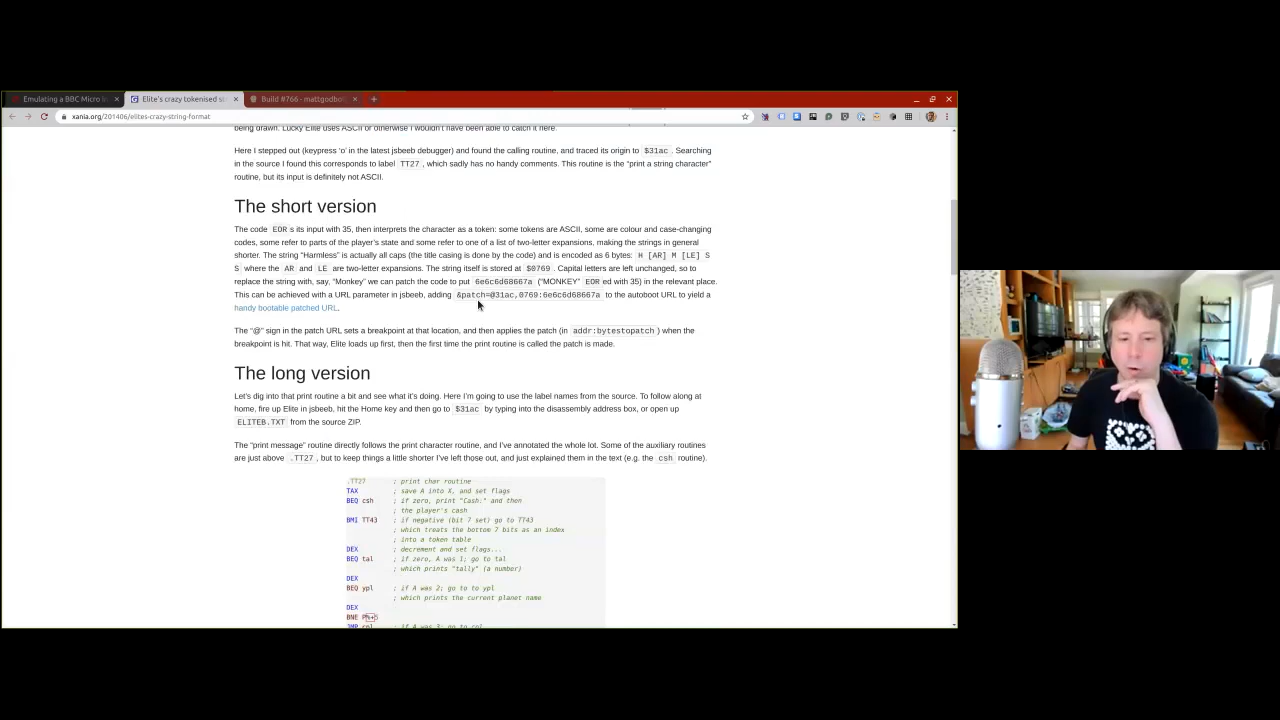 Emulating a BBC Micro in
Elite's crazy tokenised st
Build #766 - mattgodbolt
xania.org/201406/elites-crazy-string-format
being drawn. Lucky Elite uses ASCII or otherwise I wouldn't have been able to catch it here.
Here I stepped out (keypress 'o' in the latest jsbeeb debugger) and found the calling routine, and traced its origin to $31ac . Searching
in the source I found this corresponds to label TT27 , which sadly has no handy comments. This routine is the "print a string character"
routine, but its input is definitely not ASCII.
The short version
The code EOR s its input with 35, then interprets the character as a token: some tokens are ASCII, some are colour and case-changing
codes, some refer to parts of the player's state and some refer to one of a list of two-letter expansions, making the strings in general
shorter. The string "Harmless" is actually all caps (the title casing is done by the code) and is encoded as 6 bytes: H [AR] M [LE] S
S where the AR and LE are two-letter expansions. The string itself is stored at $0769 . Capital letters are left unchanged, so to
replace the string with, say, "Monkey" we can patch the code to put 6e6c6d68667a ("MONKEY" EOR ed with 35) in the relevant place.
This can be achieved with a URL parameter in jsbeeb, adding &patch=@31ac,0769:6e6c6d68667a to the autoboot URL to yield a
handy bootable patched URL.
The "@" sign in the patch URL sets a breakpoint at that location, and then applies the patch (in addr:bytestopatch ) when the
breakpoint is hit. That way, Elite loads up first, then the first time the print routine is called the patch is made.
The long version
Let's dig into that print routine a bit and see what it's doing. Here I'm going to use the label names from the source. To follow along at
home, fire up Elite in jsbeeb, hit the Home key and then go to $31ac by typing into the disassembly address box, or open up
ELITEB.TXT from the source ZIP.
The "print message" routine directly follows the print character routine, and I've annotated the whole lot. Some of the auxiliary routines
are just above .TT27 , but to keep things a little shorter I've left those out, and just explained them in the text (e.g. the csh routine).
.TT27 ; print char routine
TAX ; save A into X, and set flags
BEQ csh ; if zero, print "Cash:" and then
; the player's cash
BMI TT43 ; if negative (bit 7 set) go to TT43
; which treats the bottom 7 bits as an index
; into a token table
DEX ; decrement and set flags...
BEQ tal ; if zero, A was 1; go to tal
; which prints "tally" (a number)
DEX
BEQ ypl ; if A was 2; go to to ypl
; which prints the current planet name
DEX
BNE P%+5
JMP cpl ; if A was 3; go to cpl